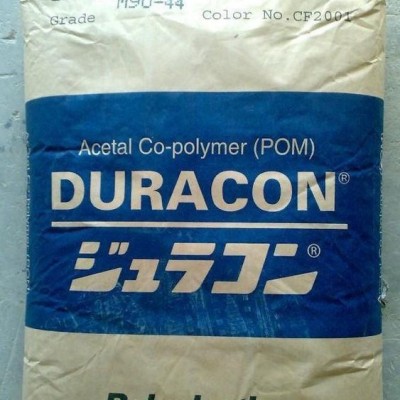 M90-44
Grade Color No.CF2001
Acetal Co-polymer (POM)
DURACON®
ジュラコン®